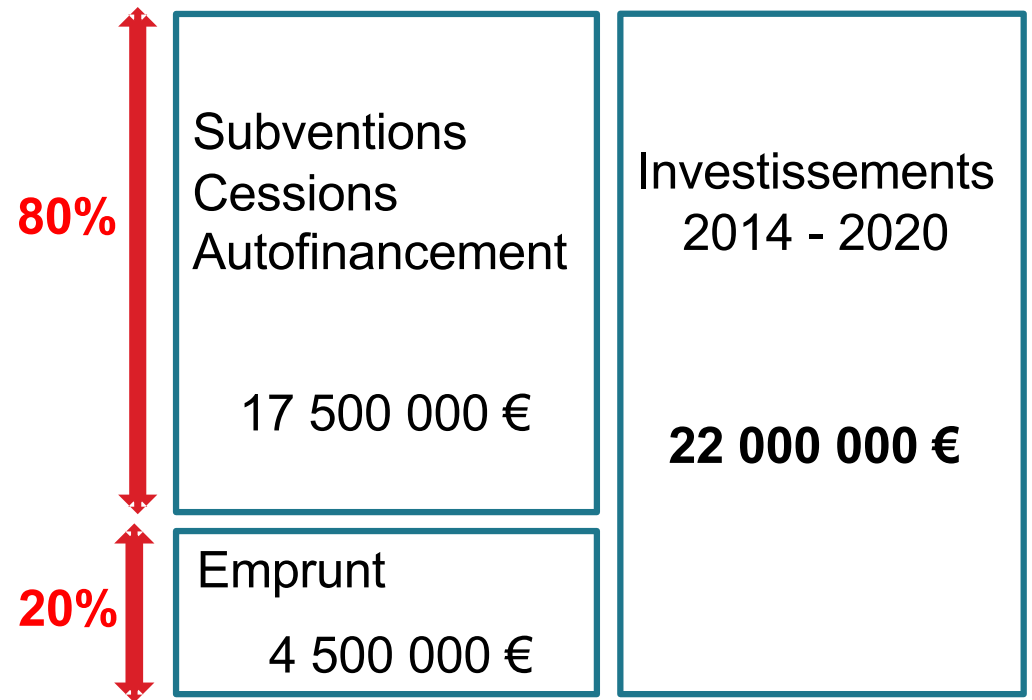 80%
Subventions
Cessions
Autofinancement
17 500 000 €
20%
Emprunt
4 500 000 €
Investissements
2014 - 2020
22 000 000 €